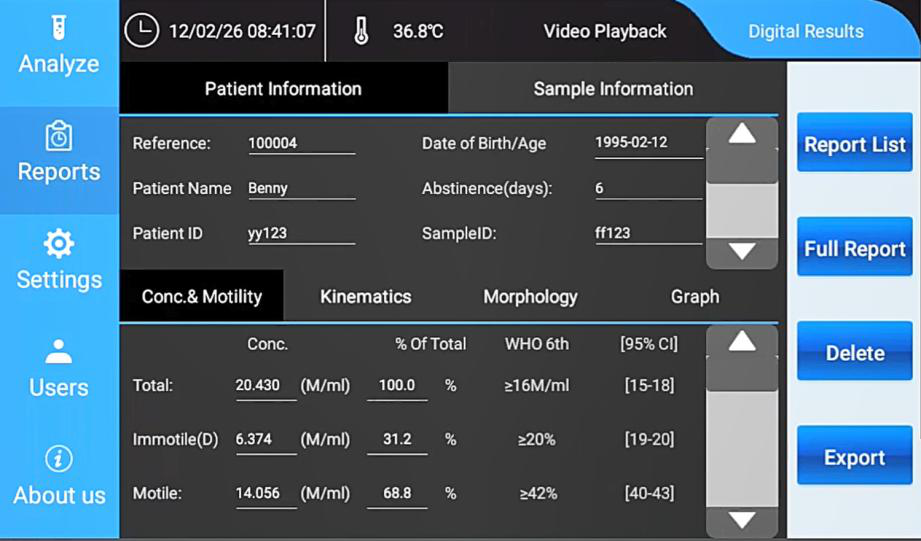 12/02/26 08:41:07 36.8℃ Video Playback Digital Results
Analyze
Reports
Settings
Users
About us
Patient Information Sample Information
Reference: 100004 Date of Birth/Age 1995-02-12
Patient Name Benny Abstinence(days): 6
Patient ID yy123 SampleID: ff123
Conc.& Motility Kinematics Morphology Graph
Conc. % Of Total WHO 6th [95% CI]
Total: 20.430 (M/ml) 100.0 % ≥16M/ml [15-18]
Immotile(D) 6.374 (M/ml) 31.2 % ≥20% [19-20]
Motile: 14.056 (M/ml) 68.8 % ≥42% [40-43]
Report List
Full Report
Delete
Export